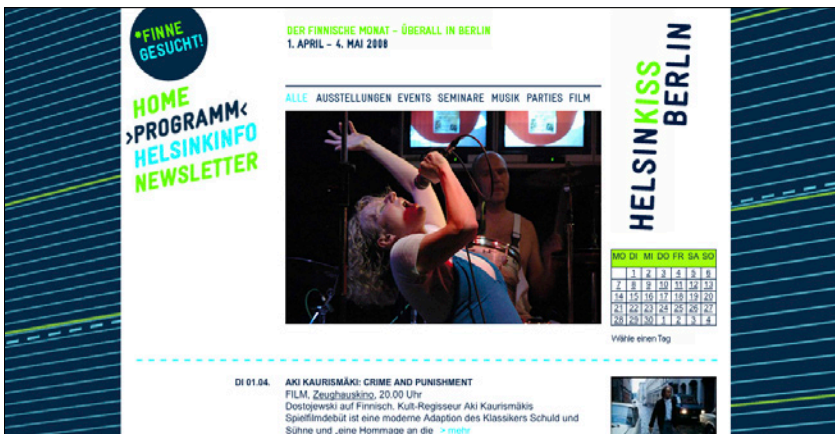 *FINNE
GESUCHT!
HOME
›PROGRAMM‹
HELSINKINFO
NEWSLETTER
DER FINNISCHE MONAT – ÜBERALL IN BERLIN
1. APRIL – 4. MAI 2008
ALLE AUSSTELLUNGEN EVENTS SEMINARE MUSIK PARTIES FILM
HELSINKISS
BERLIN
MO DI MI DO FR SA SO
1 2 3 4 5 6
7 8 9 10 11 12 13
14 15 16 17 18 19 20
21 22 23 24 25 26 27
28 29 30 1 2 3 4
Wähle einen Tag
DI 01.04.
AKI KAURISMÄKI: CRIME AND PUNISHMENT
FILM, Zeughauskino, 20.00 Uhr
Dostojewski auf Finnisch. Kult-Regisseur Aki Kaurismäkis
Spielfilmdebüt ist eine moderne Adaption des Klassikers Schuld und
Sühne und „eine Hommage an die > mehr